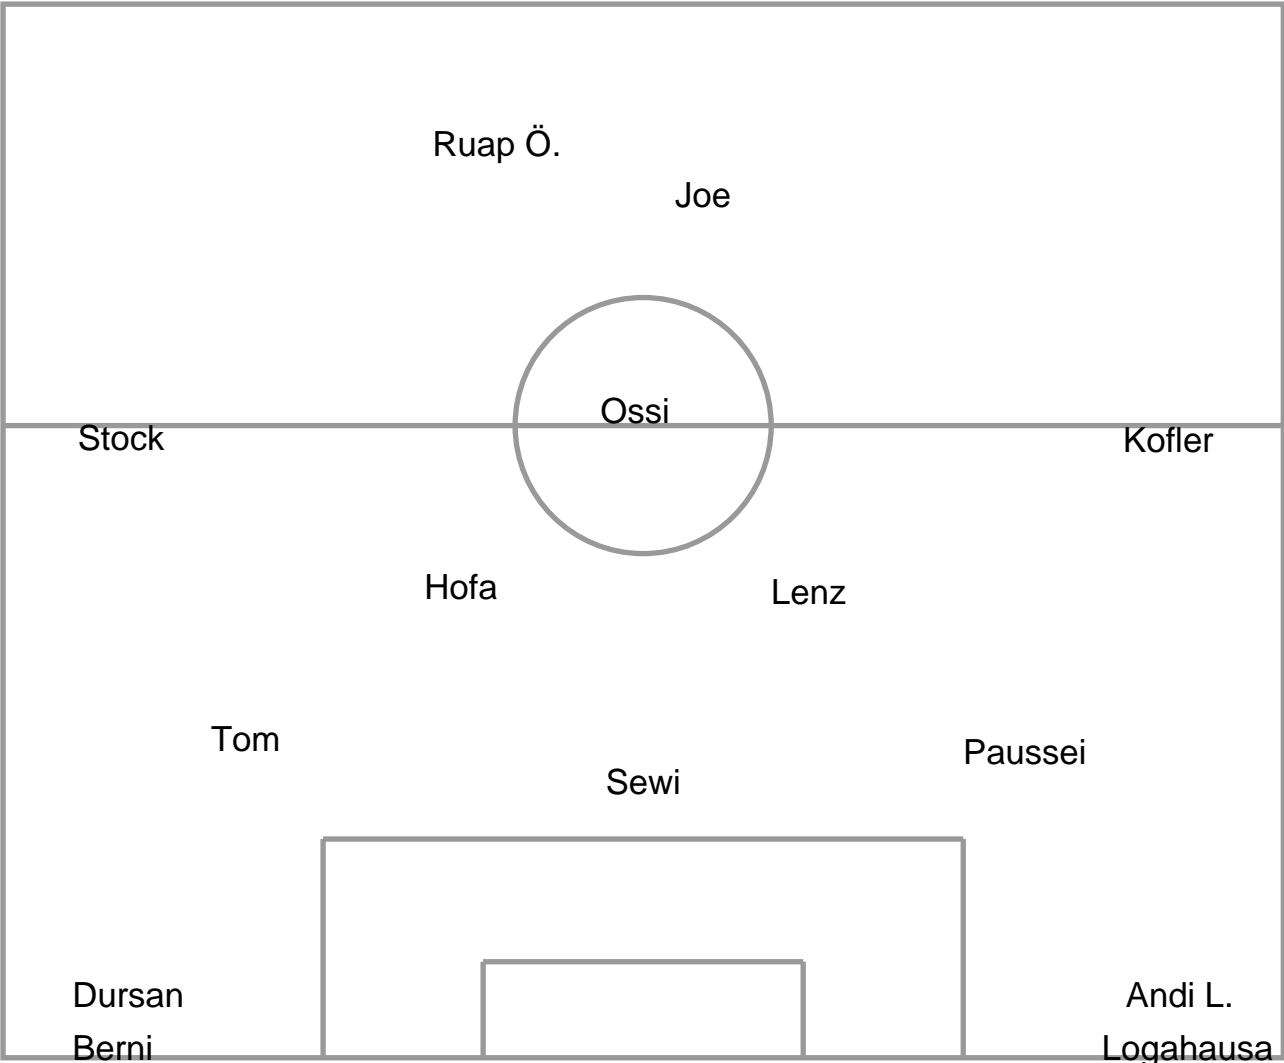 Ruap Ö.
Joe
Ossi
Stock
Kofler
Hofa
Lenz
Tom
Paussei
Sewi
Dursan
Andi L.
Berni
Logahausa